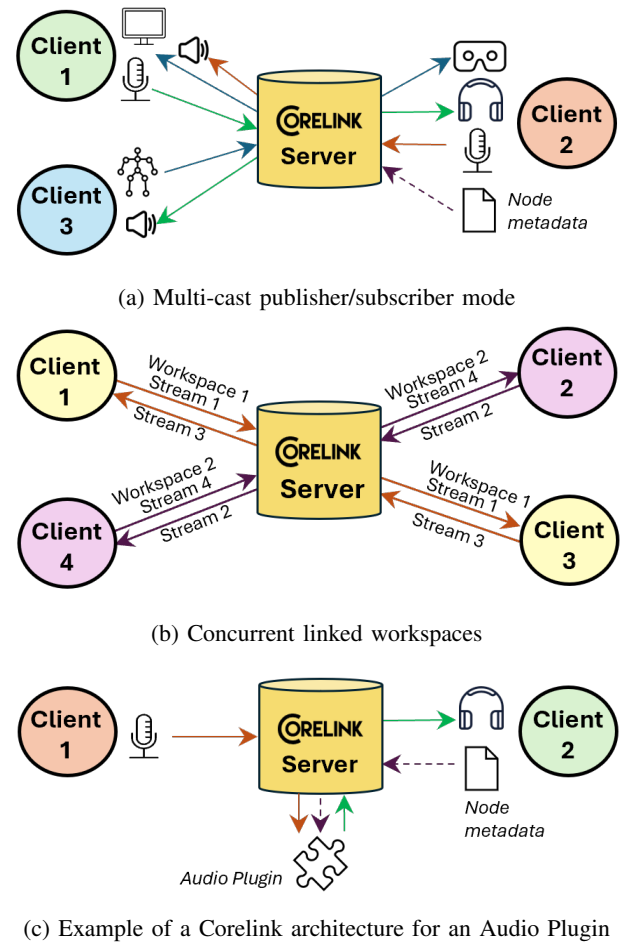 Client
1
CORELINK
Server
Client
2
Client
3
Node
metadata
(a) Multi-cast publisher/subscriber mode
Client
1
Workspace 1
Stream 1
Stream 3
Workspace 2
Stream 4
Stream 2
Client
2
CORELINK
Server
Client
4
Workspace 2
Stream 4
Stream 2
Workspace 1
Stream 1
Stream 3
Client
3
(b) Concurrent linked workspaces
Client
1
CORELINK
Server
Client
2
Node
metadata
Audio Plugin
(c) Example of a Corelink architecture for an Audio Plugin